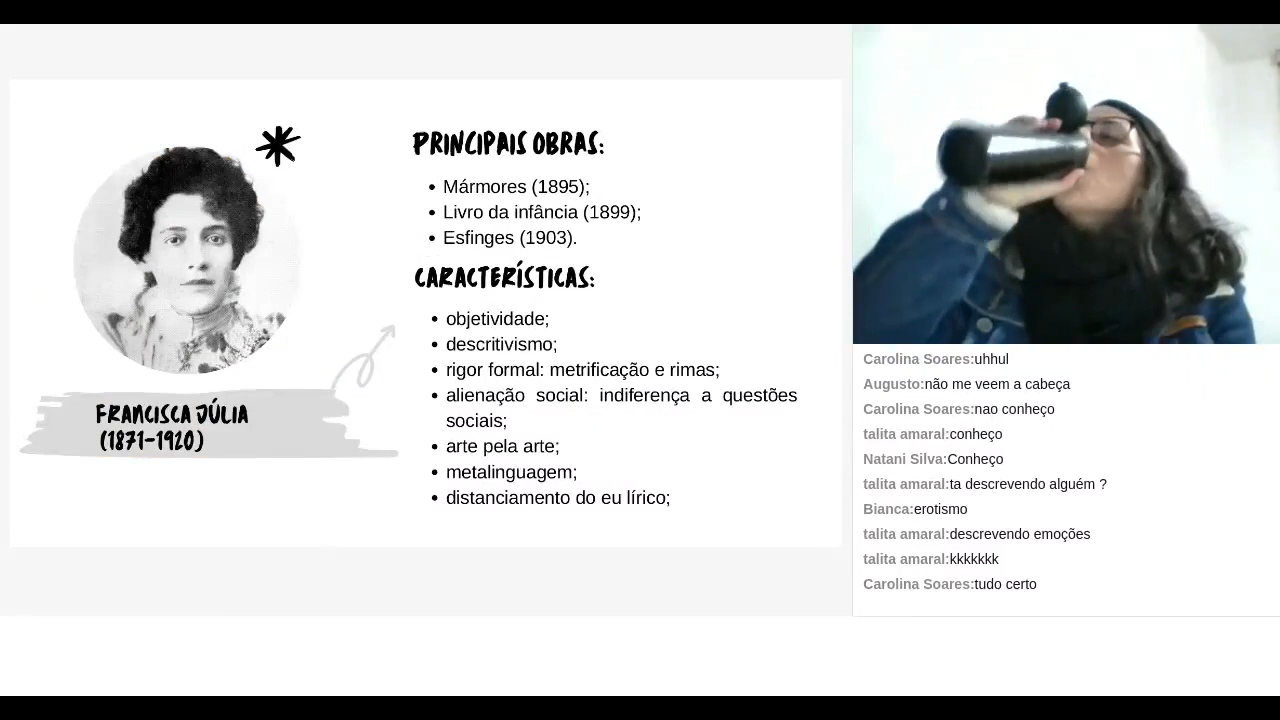 PRINCIPAIS OBRAS:
• Mármores (1895);
• Livro da infância (1899);
• Esfinges (1903).
CARACTERÍSTICAS:
• objetividade;
• descritivismo;
• rigor formal: metrificação e rimas;
• alienação social: indiferença a questões
sociais;
• arte pela arte;
• metalinguagem;
• distanciamento do eu lírico;
FRANCISCA JÚLIA
(1871-1920)
Carolina Soares:uhhul
Augusto:não me veem a cabeça
Carolina Soares:nao conheço
talita amaral:conheço
Natani Silva:Conheço
talita amaral:ta descrevendo alguém ?
Bianca:erotismo
talita amaral:descrevendo emoções
talita amaral:kkkkkkk
Carolina Soares:tudo certo